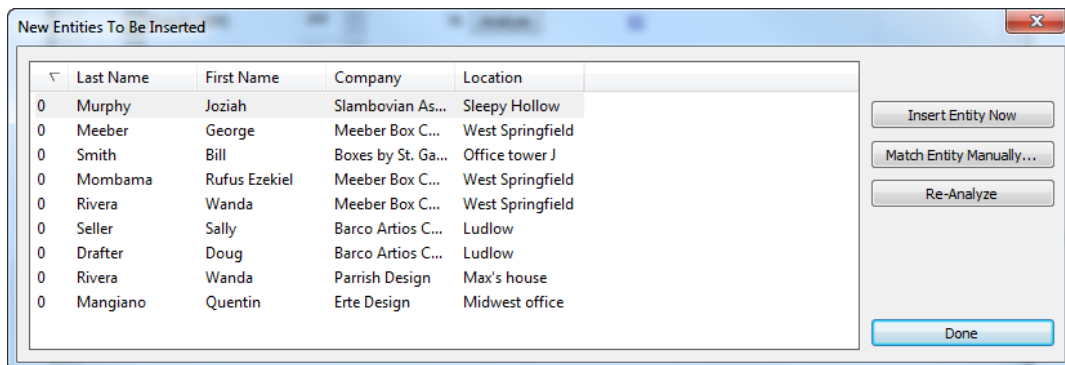 New Entities To Be Inserted
Last Name First Name Company Location
0 Murphy Joziah Slambovian As... Sleepy Hollow
0 Meeber George Meeber Box C... West Springfield
0 Smith Bill Boxes by St. Ga... Office tower J
0 Mombama Rufus Ezekiel Meeber Box C... West Springfield
0 Rivera Wanda Meeber Box C... West Springfield
0 Seller Sally Barco Artios C... Ludlow
0 Drafter Doug Barco Artios C... Ludlow
0 Rivera Wanda Parrish Design Max's house
0 Mangiano Quentin Erte Design Midwest office
Insert Entity Now
Match Entity Manually...
Re-Analyze
Done